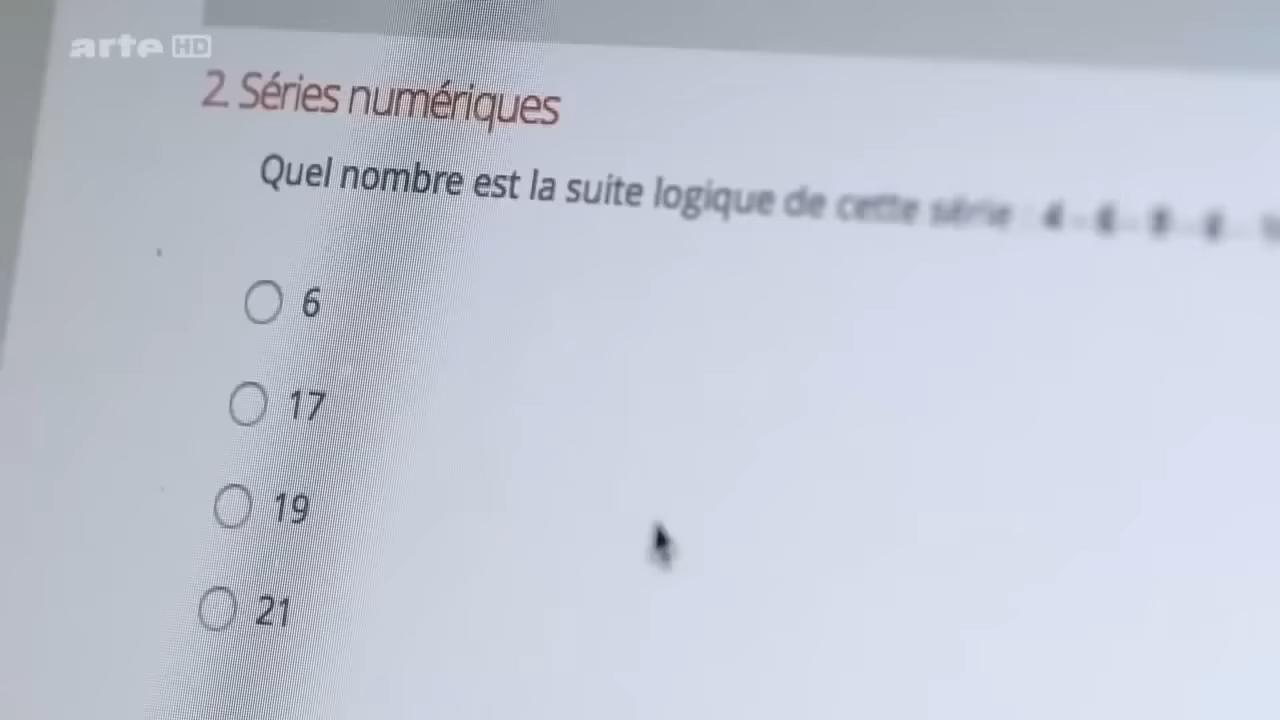 arte HD
2. Séries numériques
Quel nombre est la suite logique de cette série :
6
17
19
21